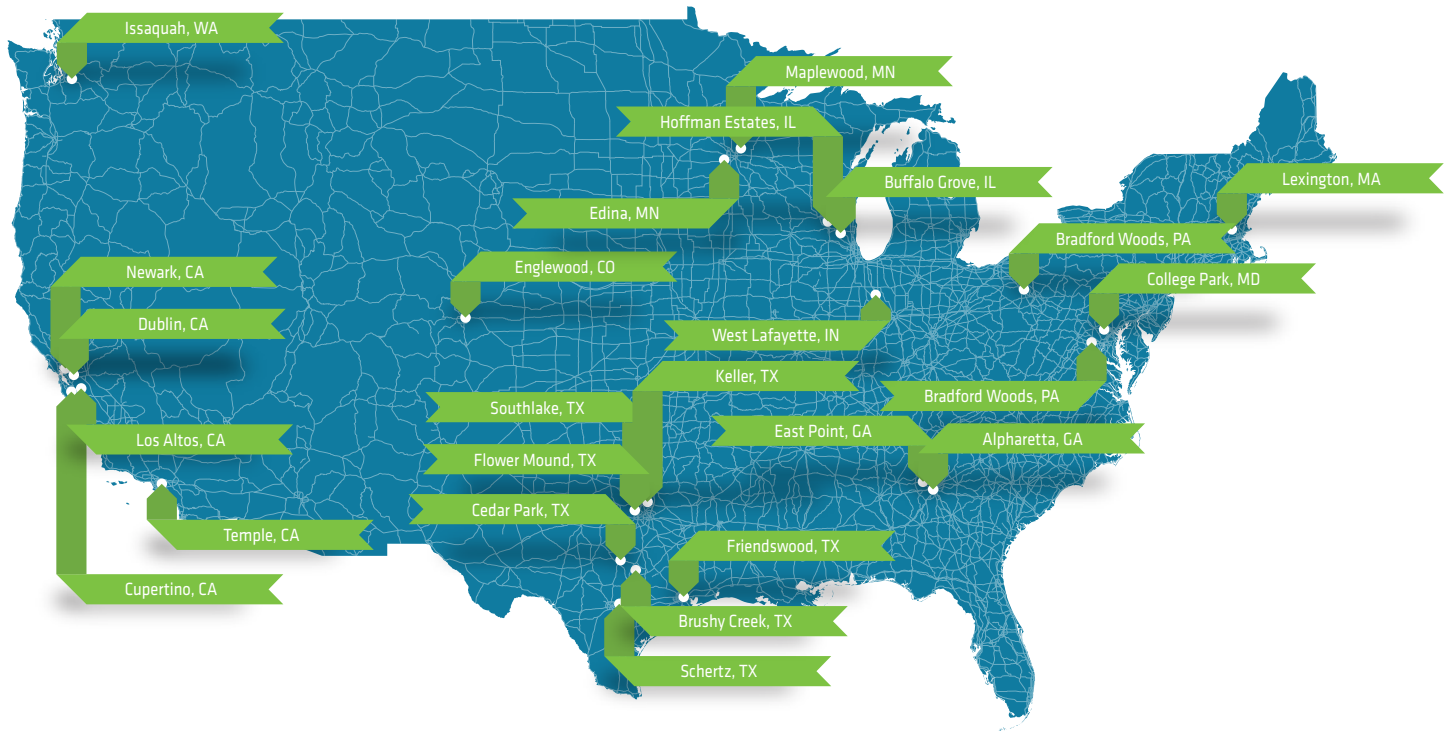 Issaquah, WA
Maplewood, MN
Hoffman Estates, IL
Buffalo Grove, IL
Lexington, MA
Edina, MN
Bradford Woods, PA
Newark, CA
Englewood, CO
College Park, MD
Dublin, CA
West Lafayette, IN
Keller, TX
Bradford Woods, PA
Southlake, TX
East Point, GA
Alpharetta, GA
Los Altos, CA
Flower Mound, TX
Cedar Park, TX
Temple, CA
Friendswood, TX
Cupertino, CA
Brushy Creek, TX
Schertz, TX